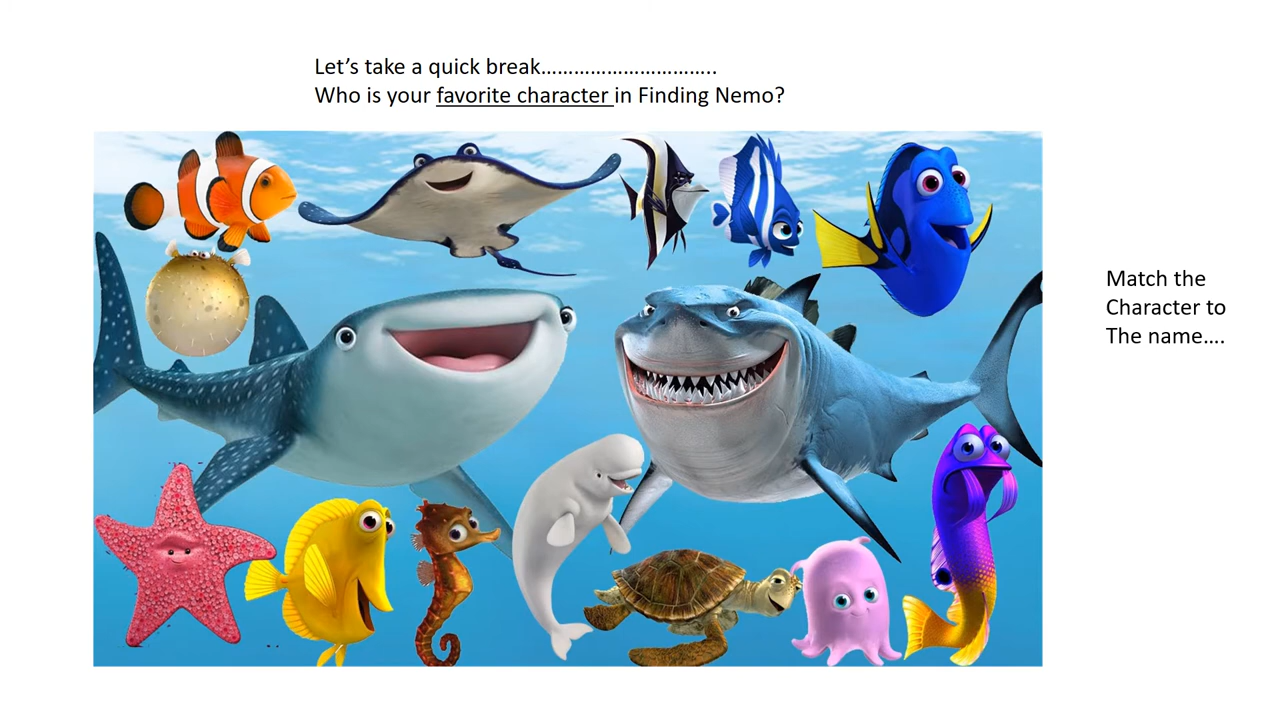 Let’s take a quick break…………………………..
Who is your favorite character in Finding Nemo?
Match the
Character to
The name….